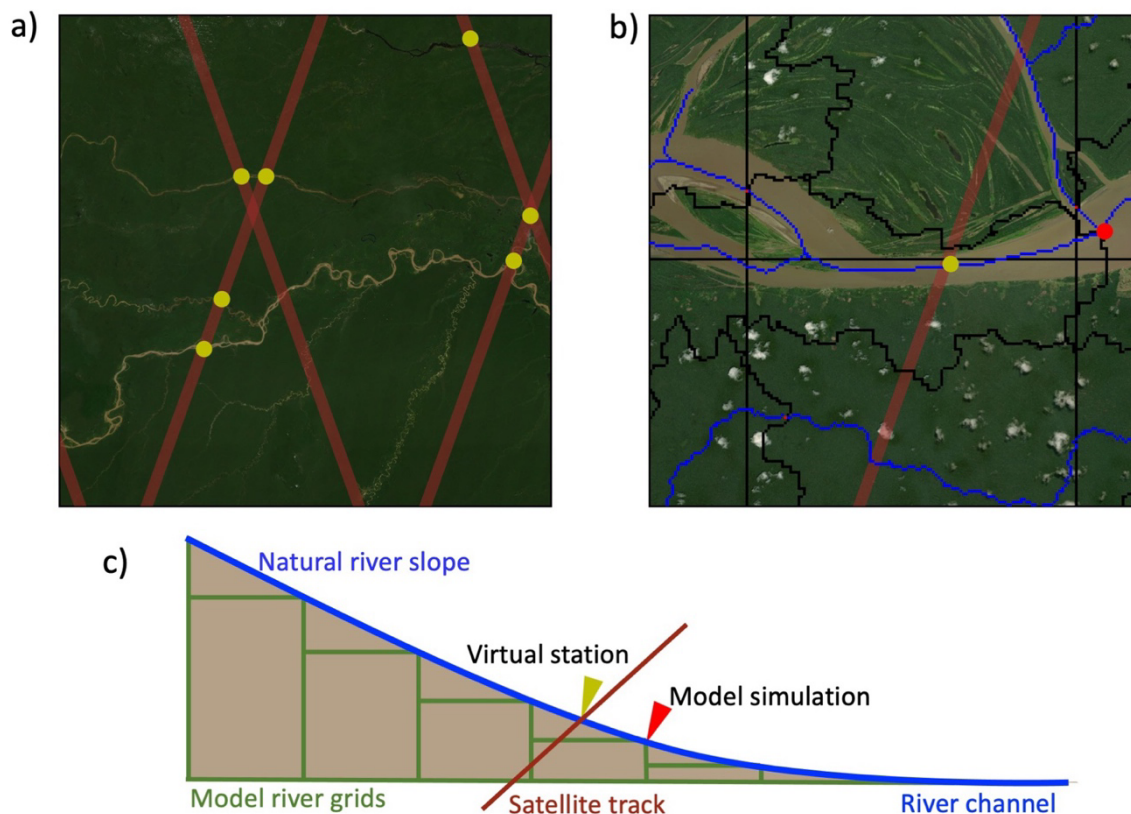 a)
b)
c)
Natural river slope
Virtual station
Model simulation
Model river grids
Satellite track
River channel